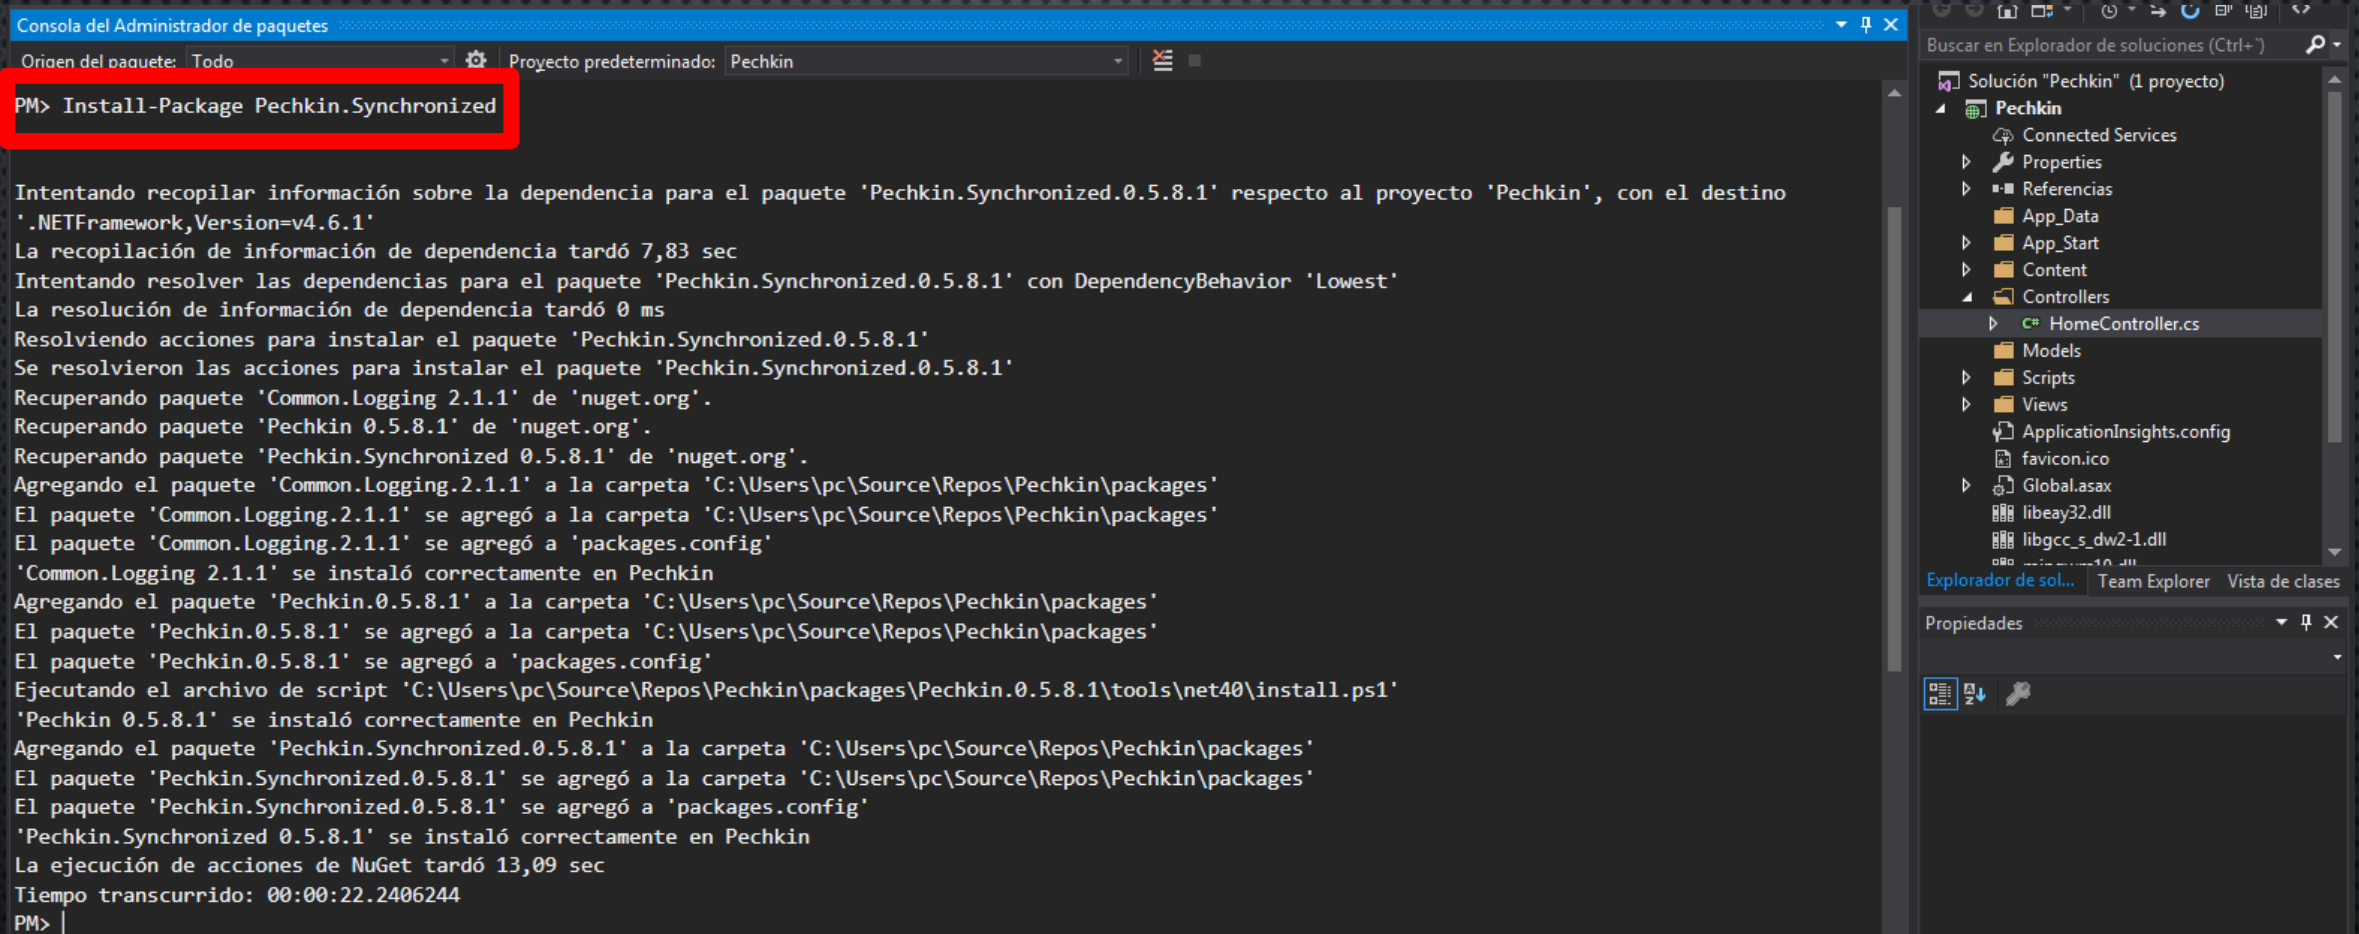 Consola del Administrador de paquetes
Origen del paquete: Todo
Proyecto predeterminado: Pechkin
PM> Install-Package Pechkin.Synchronized
Intentando recopilar información sobre la dependencia para el paquete 'Pechkin.Synchronized.0.5.8.1' respecto al proyecto 'Pechkin', con el destino
'.NETFramework,Version=v4.6.1'
La recopilación de información de dependencia tardó 7,83 sec
Intentando resolver las dependencias para el paquete 'Pechkin.Synchronized.0.5.8.1' con DependencyBehavior 'Lowest'
La resolución de información de dependencia tardó 0 ms
Resolviendo acciones para instalar el paquete 'Pechkin.Synchronized.0.5.8.1'
Se resolvieron las acciones para instalar el paquete 'Pechkin.Synchronized.0.5.8.1'
Recuperando paquete 'Common.Logging 2.1.1' de 'nuget.org'.
Recuperando paquete 'Pechkin 0.5.8.1' de 'nuget.org'.
Recuperando paquete 'Pechkin.Synchronized 0.5.8.1' de 'nuget.org'.
Agregando el paquete 'Common.Logging.2.1.1' a la carpeta 'C:\Users\pc\Source\Repos\Pechkin\packages'
El paquete 'Common.Logging.2.1.1' se agregó a la carpeta 'C:\Users\pc\Source\Repos\Pechkin\packages'
El paquete 'Common.Logging.2.1.1' se agregó a 'packages.config'
'Common.Logging 2.1.1' se instaló correctamente en Pechkin
Agregando el paquete 'Pechkin.0.5.8.1' a la carpeta 'C:\Users\pc\Source\Repos\Pechkin\packages'
El paquete 'Pechkin.0.5.8.1' se agregó a la carpeta 'C:\Users\pc\Source\Repos\Pechkin\packages'
El paquete 'Pechkin.0.5.8.1' se agregó a 'packages.config'
Ejecutando el archivo de script 'C:\Users\pc\Source\Repos\Pechkin\packages\Pechkin.0.5.8.1\tools\net40\install.ps1'
'Pechkin 0.5.8.1' se instaló correctamente en Pechkin
Agregando el paquete 'Pechkin.Synchronized.0.5.8.1' a la carpeta 'C:\Users\pc\Source\Repos\Pechkin\packages'
El paquete 'Pechkin.Synchronized.0.5.8.1' se agregó a la carpeta 'C:\Users\pc\Source\Repos\Pechkin\packages'
El paquete 'Pechkin.Synchronized.0.5.8.1' se agregó a 'packages.config'
'Pechkin.Synchronized 0.5.8.1' se instaló correctamente en Pechkin
La ejecución de acciones de NuGet tardó 13,09 sec
Tiempo transcurrido: 00:00:22.2406244
PM>
Buscar en Explorador de soluciones (Ctrl+¨)
Solución "Pechkin" (1 proyecto)
Pechkin
Connected Services
Properties
Referencias
App_Data
App_Start
Content
Controllers
C# HomeController.cs
Models
Scripts
Views
ApplicationInsights.config
favicon.ico
Global.asax
libeay32.dll
libgcc_s_dw2-1.dll
Explorador de sol... Team Explorer Vista de clases
Propiedades